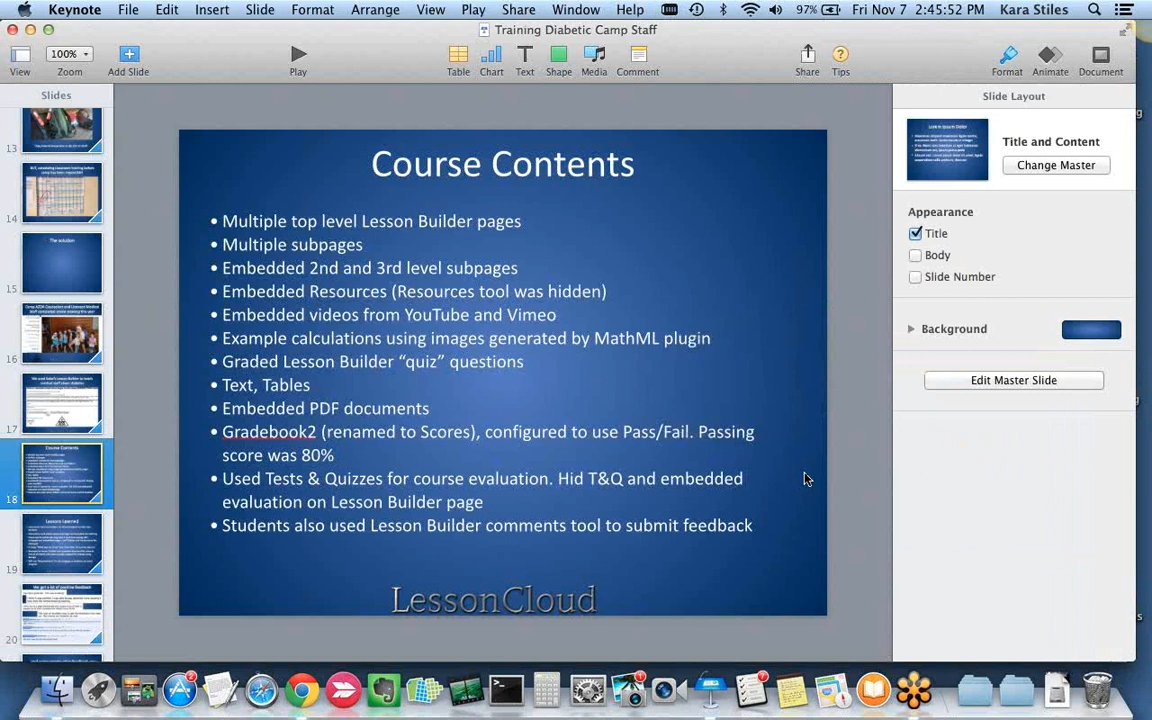 Keynote File Edit Insert Slide Format Arrange View Play Share Window Help 97% Fri Nov 7 2:45:52 PM Kara Stiles
Training Diabetic Camp Staff
100%
View Zoom Add Slide Play Table Chart Text Shape Media Comment Share Tips Format Animate Document
Slides
Slide Layout
Title and Content
Change Master
Appearance
Title
Body
Slide Number
Background
Edit Master Slide
13
14
The solution
15
16
17
Course Contents
18
Lessons Learned
19
20
Course Contents
• Multiple top level Lesson Builder pages
• Multiple subpages
• Embedded 2nd and 3rd level subpages
• Embedded Resources (Resources tool was hidden)
• Embedded videos from YouTube and Vimeo
• Example calculations using images generated by MathML plugin
• Graded Lesson Builder “quiz” questions
• Text, Tables
• Embedded PDF documents
• Gradebook2 (renamed to Scores), configured to use Pass/Fail. Passing
score was 80%
• Used Tests & Quizzes for course evaluation. Hid T&Q and embedded
evaluation on Lesson Builder page
• Students also used Lesson Builder comments tool to submit feedback
LessonCloud